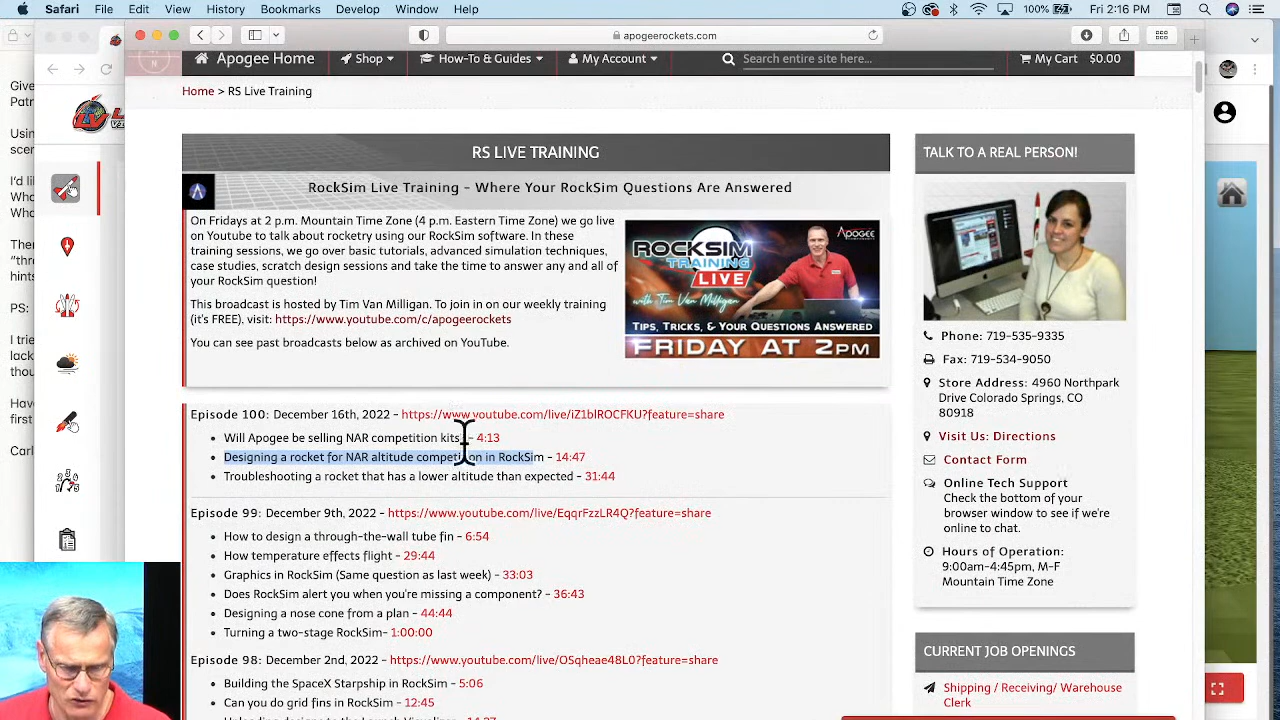 Safari
File
Edit
View
History
Bookmarks
Window
Help
100%
Fri 2:16 PM
apogeerockets.com
Apogee Home
Shop
How-To & Guides
My Account
Search entire site here...
My Cart $0.00
Home > RS Live Training
RS LIVE TRAINING
RockSim Live Training - Where Your RockSim Questions Are Answered
On Fridays at 2 p.m. Mountain Time Zone (4 p.m. Eastern Time Zone) we go live
on Youtube to talk about rocketry using our RockSim software. In these
training sessions, we go over basic tutorials, advanced simulation techniques,
case studies, scratch design sessions and take the time to answer any and all of
your RockSim question!
This broadcast is hosted by Tim Van Milligan. To join in on our weekly training
(it's FREE), visit: https://www.youtube.com/c/apogeerockets
You can see past broadcasts below as archived on YouTube.
APOGEE
ROCKSIM
TRAINING
LIVE
with Tim Van Milligan
TIPS, TRICKS, & YOUR QUESTIONS ANSWERED
FRIDAY AT 2PM
Episode 100: December 16th, 2022 - https://www.youtube.com/live/iZ1blROCFKU?feature=share
Will Apogee be selling NAR competition kits - 4:13
Designing a rocket for NAR altitude competition in RockSim - 14:47
Troubleshooting a rocket that has a lower altitude than expected - 31:44
Episode 99: December 9th, 2022 - https://www.youtube.com/live/EqqrFzzLR4Q?feature=share
How to design a through-the-wall tube fin - 6:54
How temperature effects flight - 29:44
Graphics in RockSim (Same question as last week) - 33:03
Does RockSim alert you when you're missing a component? - 36:43
Designing a nose cone from a plan - 44:44
Turning a two-stage RockSim- 1:00:00
Episode 98: December 2nd, 2022 - https://www.youtube.com/live/OSpIeae48L0?feature=share
Building the SpaceX Starpship in RockSim - 5:06
Can you do grid fins in RockSim - 12:45
TALK TO A REAL PERSON!
Phone: 719-535-9335
Fax: 719-534-9050
Store Address: 4960 Northpark
Drive Colorado Springs, CO
80918
Visit Us: Directions
Contact Form
Online Tech Support
Check the bottom of your
browser window to see if we're
online to chat.
Hours of Operation:
9:00am-4:45pm, M-F
Mountain Time Zone
CURRENT JOB OPENINGS
Shipping / Receiving/ Warehouse
Clerk